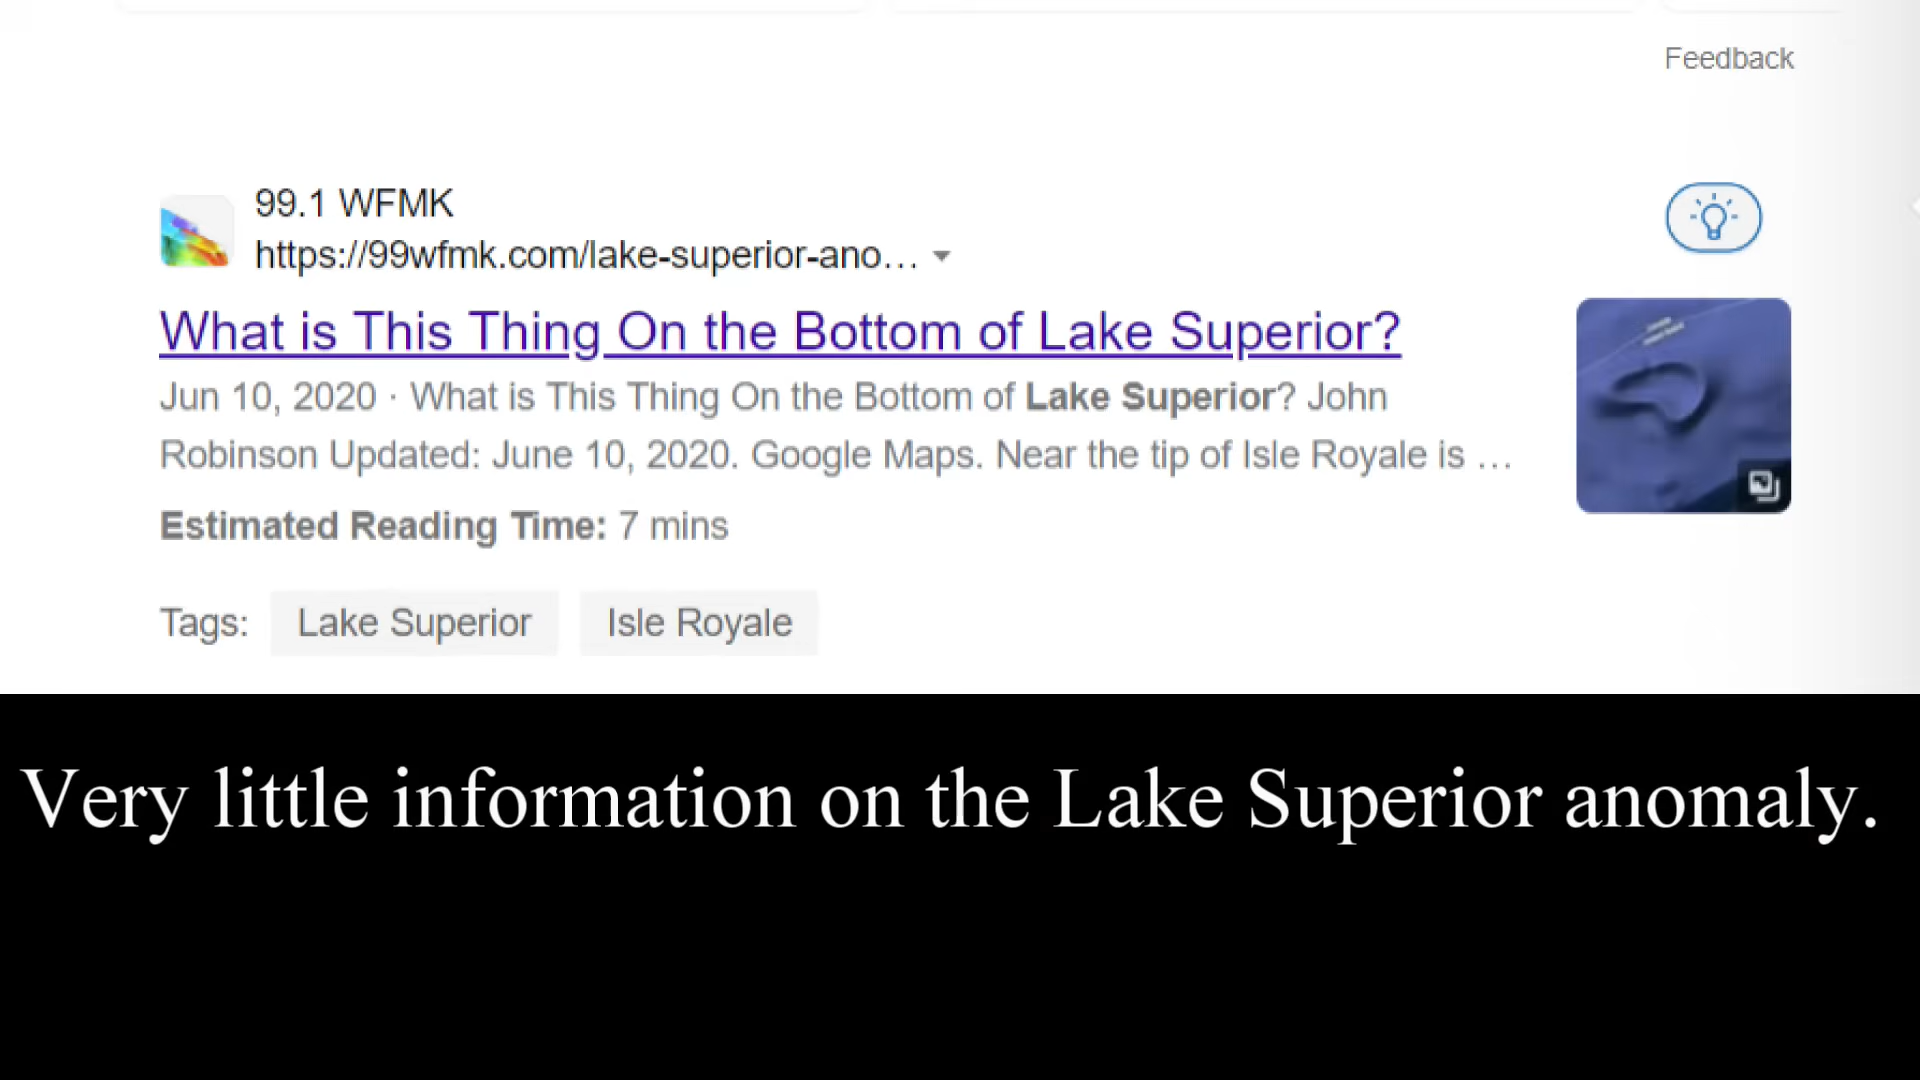 Feedback
99.1 WFMK
https://99wfmk.com/lake-superior-ano...
What is This Thing On the Bottom of Lake Superior?
Jun 10, 2020 · What is This Thing On the Bottom of Lake Superior? John
Robinson Updated: June 10, 2020. Google Maps. Near the tip of Isle Royale is ...
Estimated Reading Time: 7 mins
Tags: Lake Superior Isle Royale
Very little information on the Lake Superior anomaly.